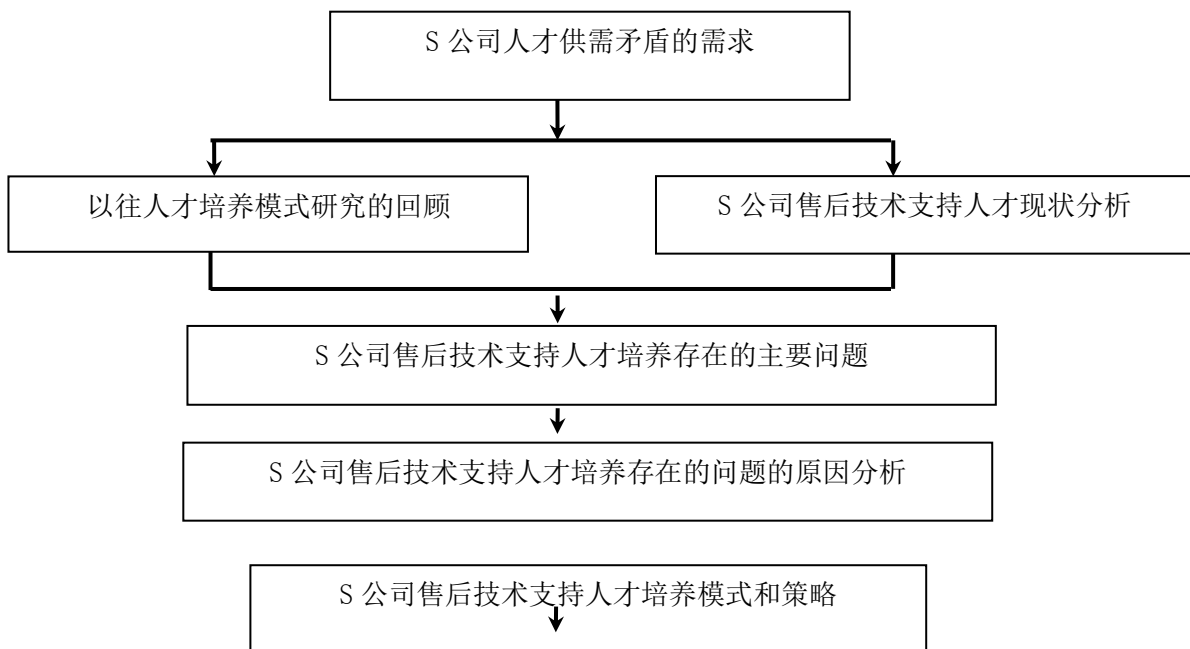 S 公司人才供需矛盾的需求
以往人才培养模式研究的回顾
S 公司售后技术支持人才现状分析
S 公司售后技术支持人才培养存在的主要问题
S 公司售后技术支持人才培养存在的问题的原因分析
S 公司售后技术支持人才培养模式和策略